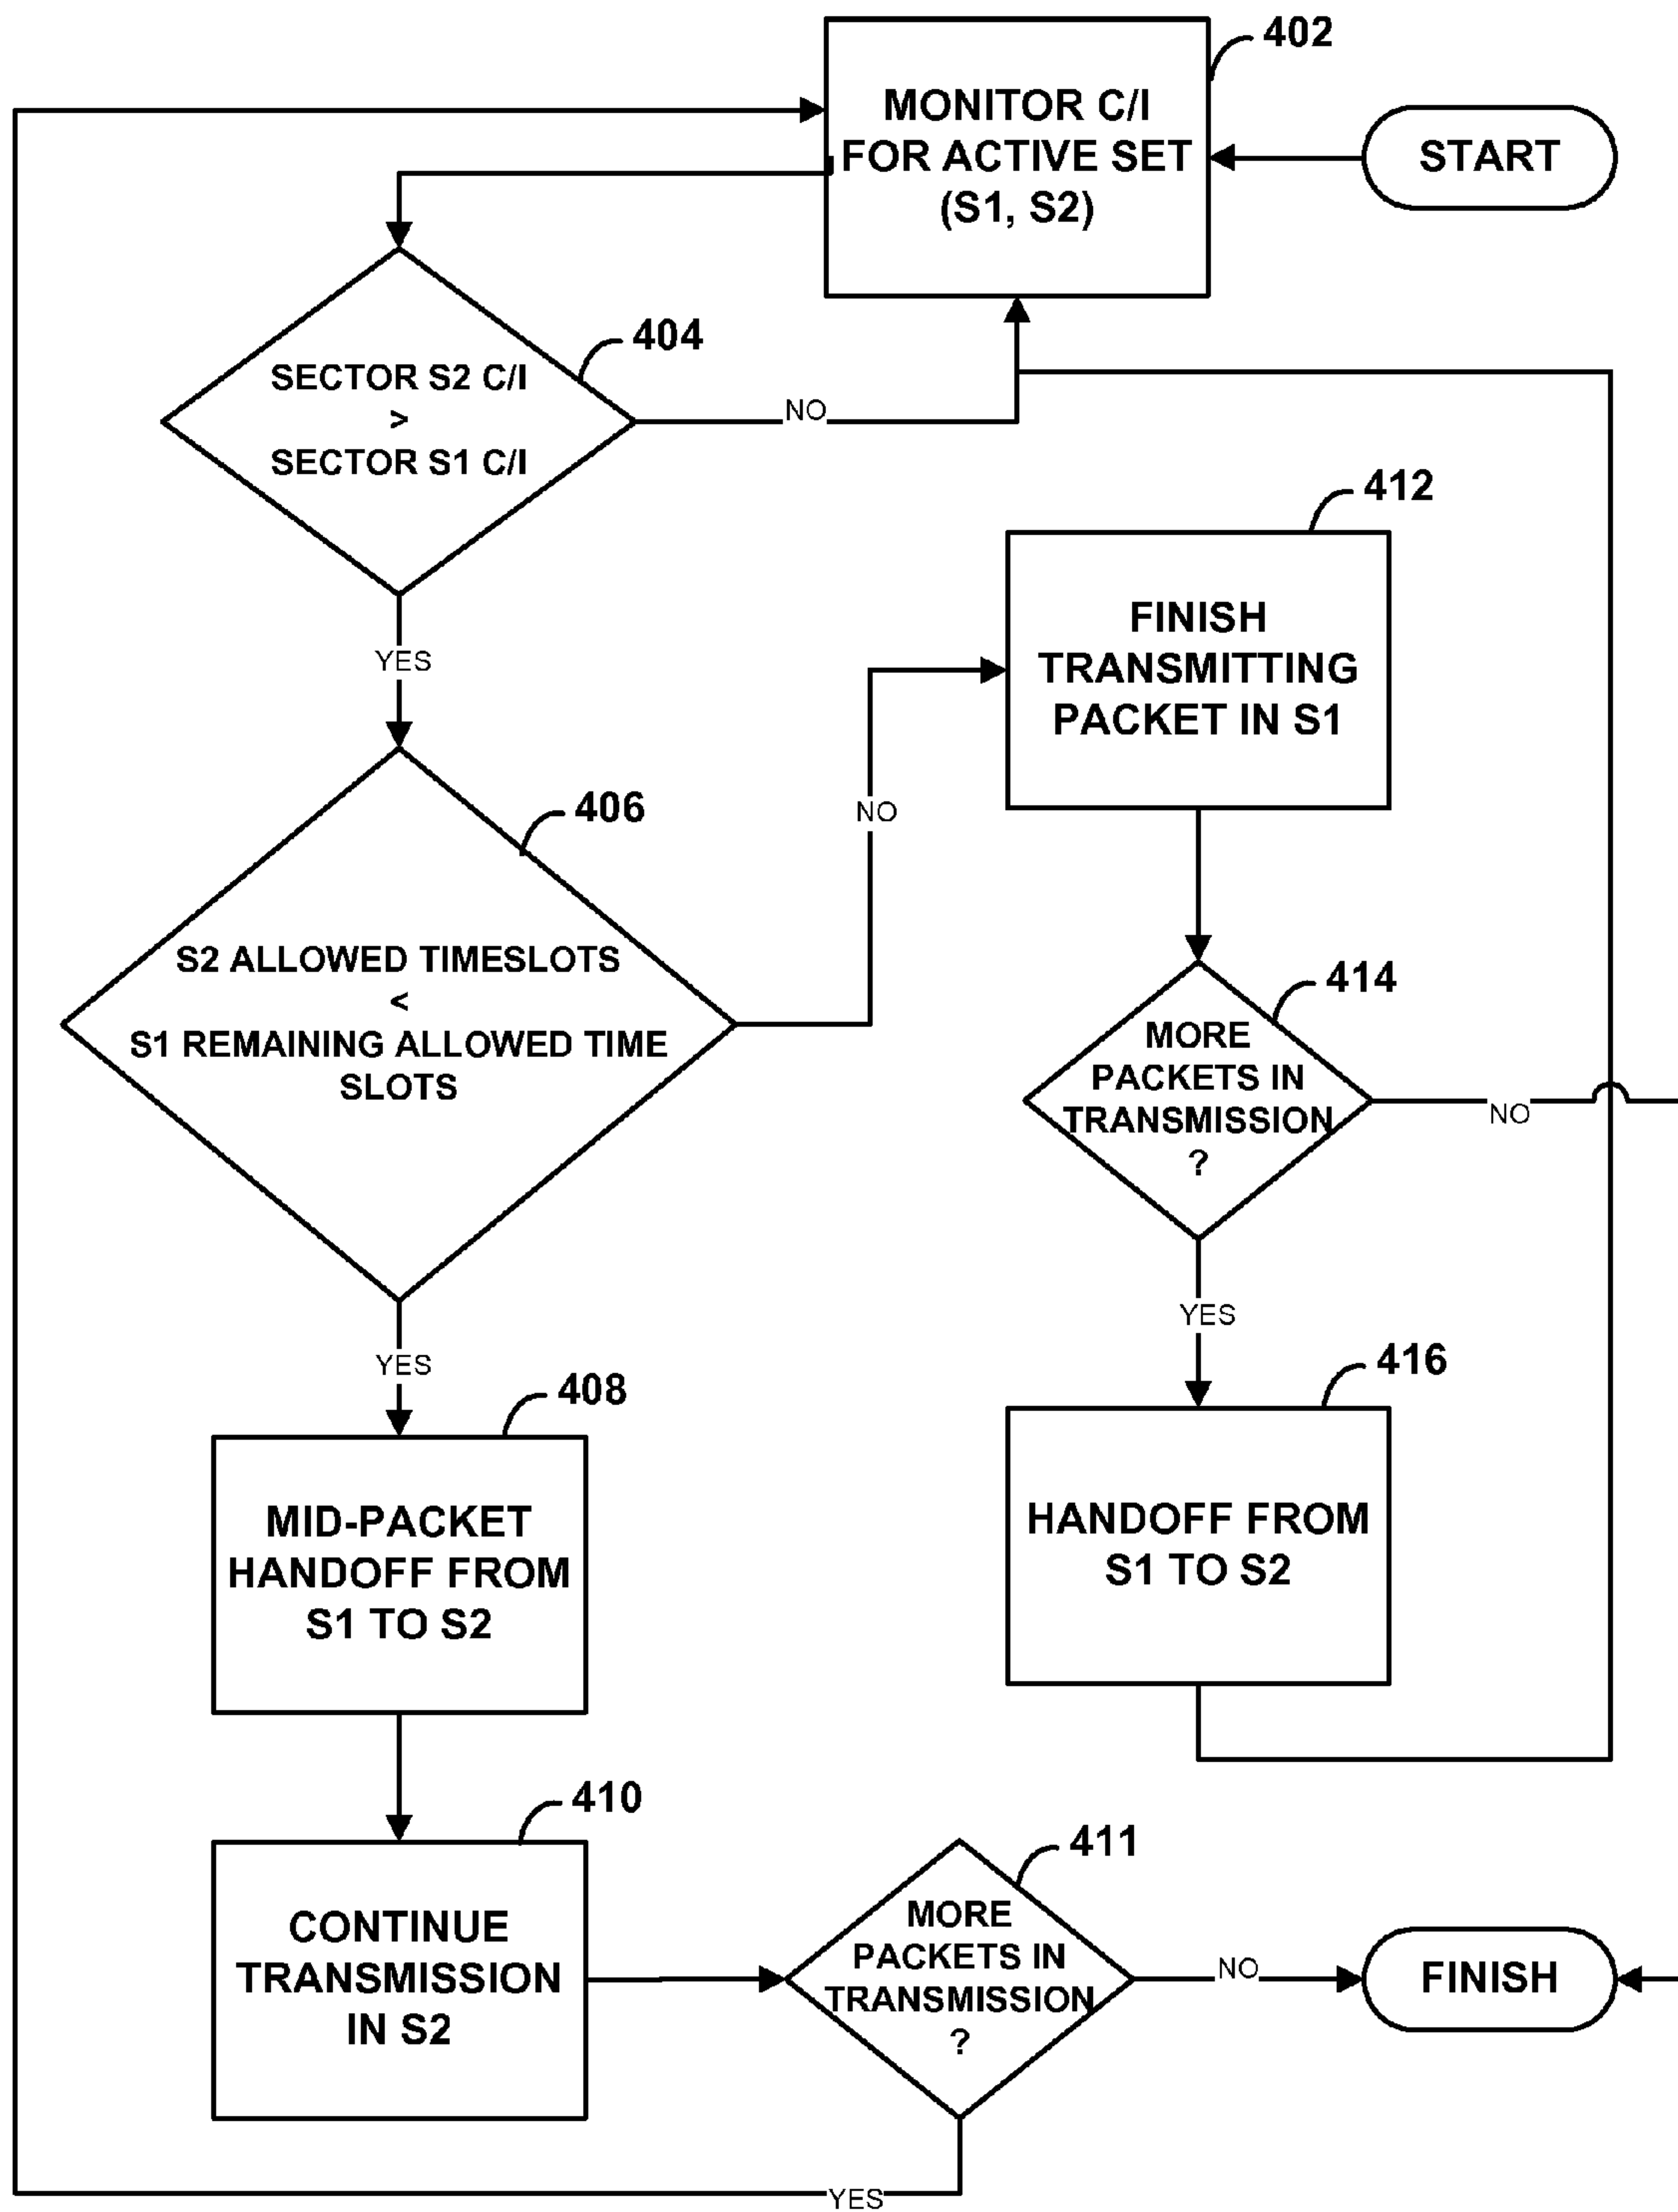 402
MONITOR C/I
FOR ACTIVE SET
(S1, S2)
START
404
SECTOR S2 C/I
>
SECTOR S1 C/I
NO
YES
412
FINISH
TRANSMITTING
PACKET IN S1
406
S2 ALLOWED TIMESLOTS
<
S1 REMAINING ALLOWED TIME
SLOTS
NO
YES
414
MORE
PACKETS IN
TRANSMISSION
?
NO
YES
408
MID-PACKET
HANDOFF FROM
S1 TO S2
416
HANDOFF FROM
S1 TO S2
410
CONTINUE
TRANSMISSION
IN S2
411
MORE
PACKETS IN
TRANSMISSION
?
NO
FINISH
YES